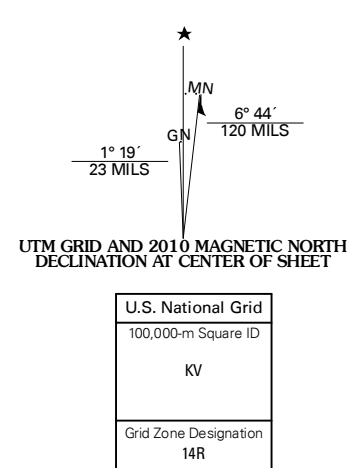 MN
6° 44´
120 MILS
GN
1° 19´
23 MILS
UTM GRID AND 2010 MAGNETIC NORTH
DECLINATION AT CENTER OF SHEET
U.S. National Grid
100,000-m Square ID
KV
Grid Zone Designation
14R